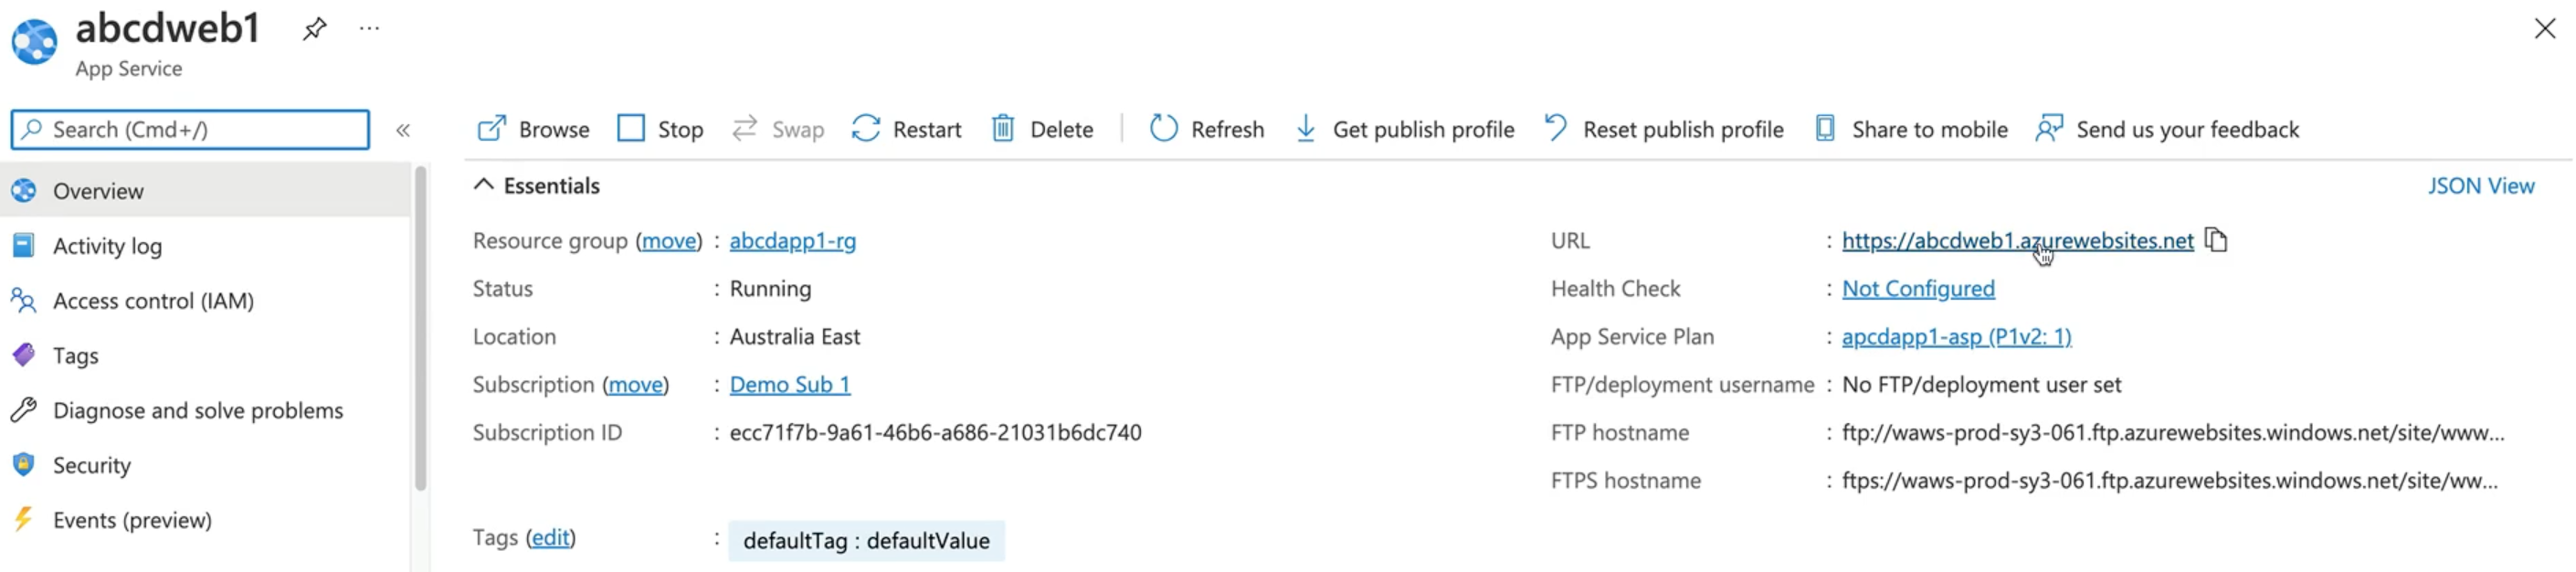 abcdweb1
App Service
Search (Cmd+/)
Browse Stop Swap Restart Delete Refresh Get publish profile Reset publish profile Share to mobile Send us your feedback
Overview
Activity log
Access control (IAM)
Tags
Diagnose and solve problems
Security
Events (preview)
Essentials JSON View
Resource group (move) : abcdapp1-rg
Status : Running
Location : Australia East
Subscription (move) : Demo Sub 1
Subscription ID : ecc71f7b-9a61-46b6-a686-21031b6dc740
URL : https://abcdweb1.azurewebsites.net
Health Check : Not Configured
App Service Plan : apcdapp1-asp (P1v2: 1)
FTP/deployment username : No FTP/deployment user set
FTP hostname : ftp://waws-prod-sy3-061.ftp.azurewebsites.windows.net/site/www...
FTPS hostname : ftps://waws-prod-sy3-061.ftp.azurewebsites.windows.net/site/ww...
Tags (edit) : defaultTag : defaultValue